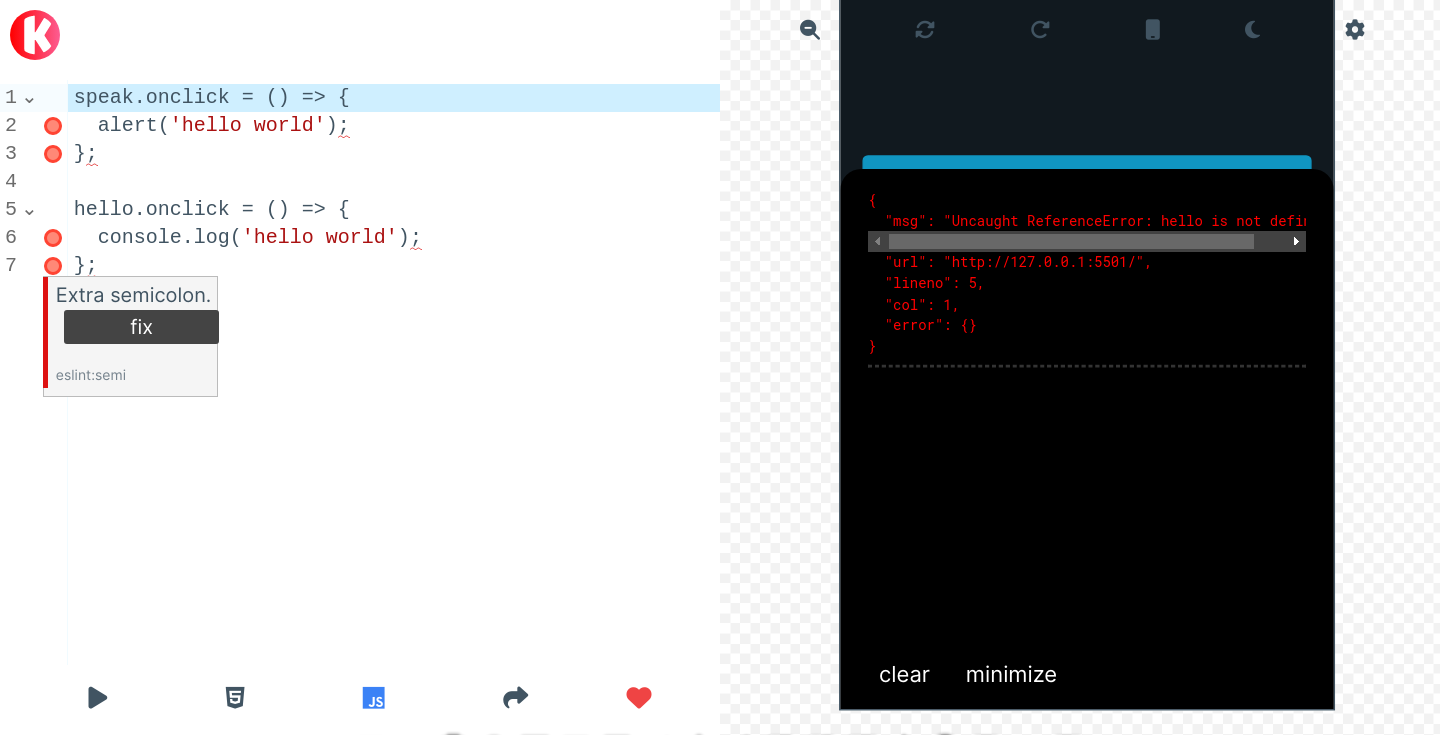 K
1 speak.onclick = () => {
2 alert('hello world');
3 };
4
5 hello.onclick = () => {
6 console.log('hello world');
7 };
Extra semicolon.
fix
eslint:semi
JS
{
"msg": "Uncaught ReferenceError: hello is not defin
"url": "http://127.0.0.1:5501/",
"lineno": 5,
"col": 1,
"error": {}
}
clear minimize